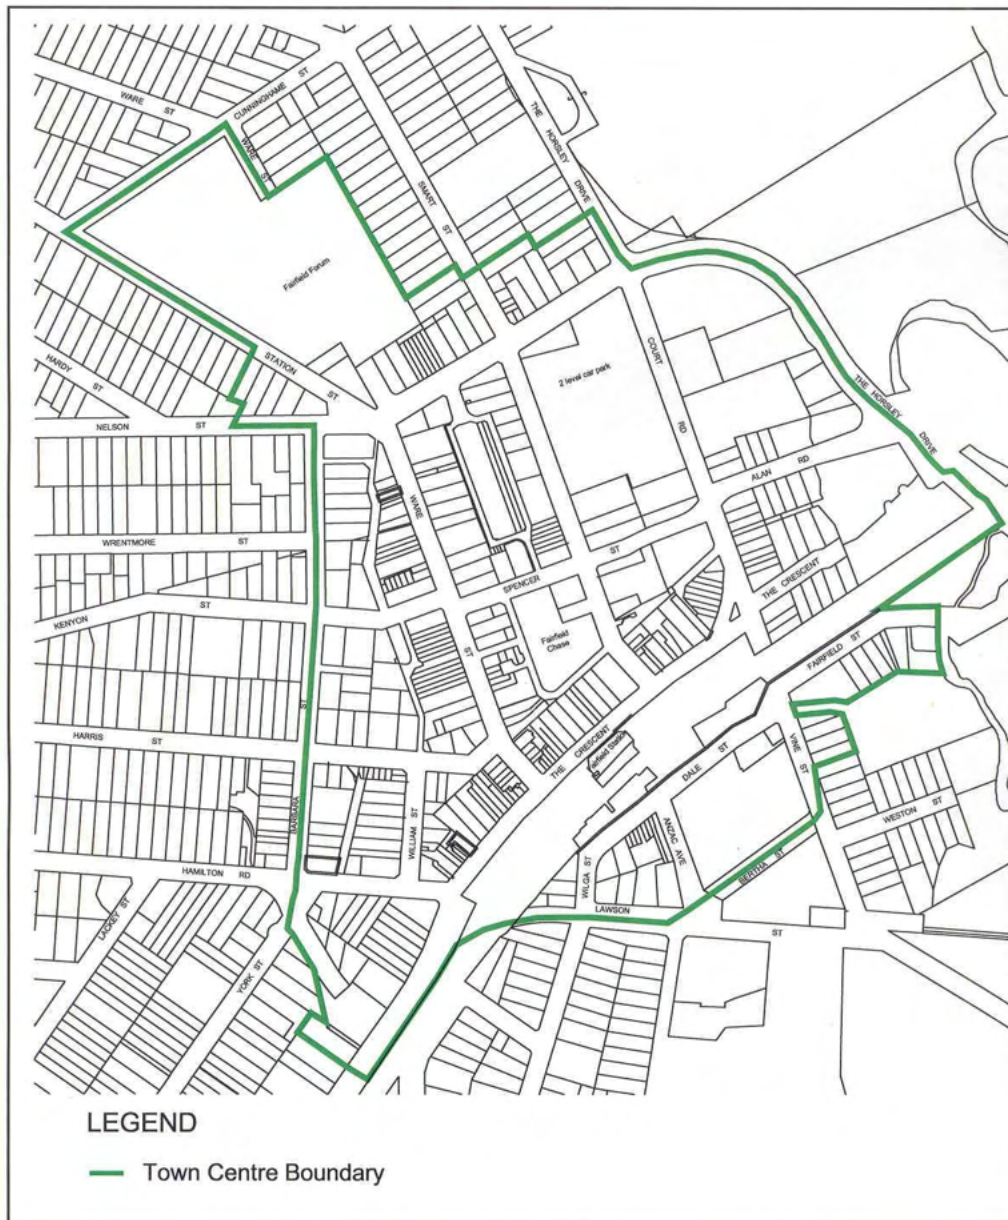 WARE ST
CUNNINGHAME ST
WARE ST
THE HORSLEY DRIVE
SMART ST
Fairfield Forum
STATION ST
HARDY ST
NELSON ST
2 level car park
COURT RD
THE HORSLEY DRIVE
ALAN RD
WARE ST
WRENTMORE ST
SPENCER ST
THE CRESCENT
KENYON ST
Fairfield Chase
FAIRFIELD ST
HARRIS ST
THE CRESCENT
Fairfield Station
DALE ST
VINE ST
BARBARA ST
WILLIAM ST
WESTON ST
ANZAC AVE
WILGA ST
BERTHA ST
HAMILTON RD
LACKEY ST
YORK ST
LAWSON ST
LEGEND
Town Centre Boundary